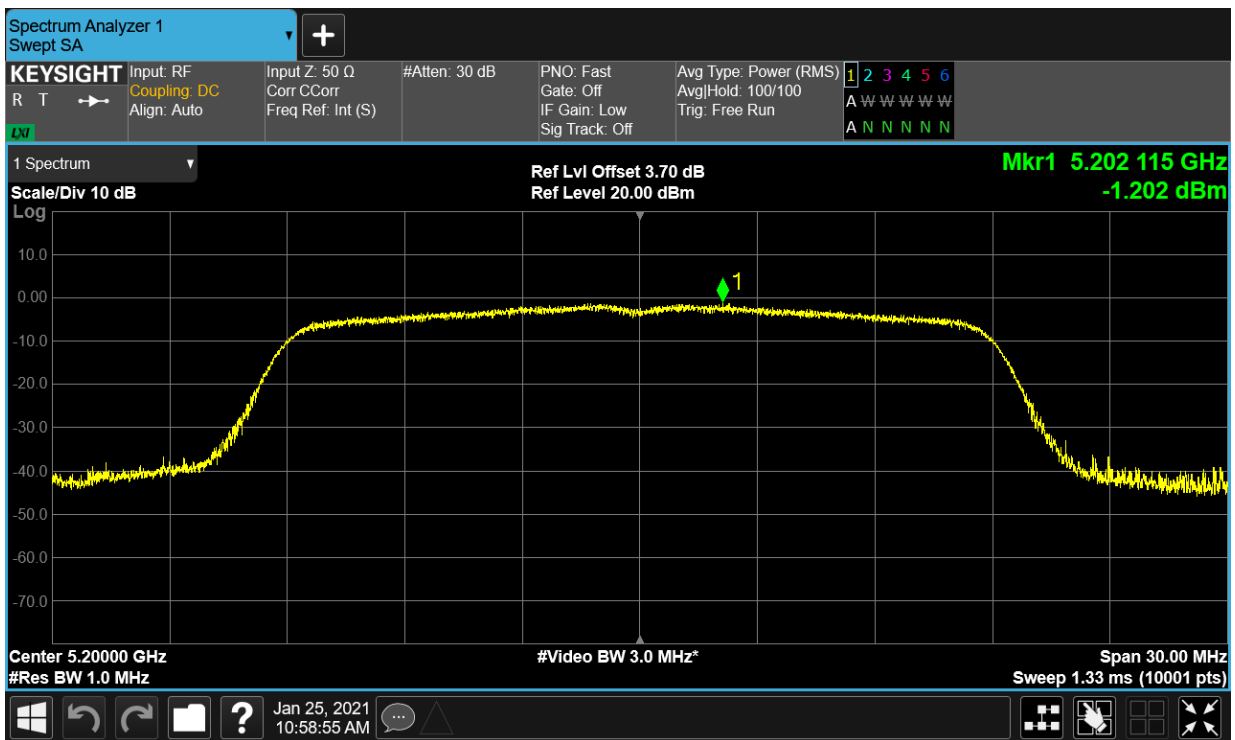 Spectrum Analyzer 1
Swept SA
KEYSIGHT
R T
LXI
Input: RF
Coupling: DC
Align: Auto
Input Z: 50 Ω
Corr CCorr
Freq Ref: Int (S)
#Atten: 30 dB
PNO: Fast
Gate: Off
IF Gain: Low
Sig Track: Off
Avg Type: Power (RMS)
Avg|Hold: 100/100
Trig: Free Run
1 2 3 4 5 6
A W W W W W
A N N N N N
1 Spectrum
Scale/Div 10 dB
Log
Ref Lvl Offset 3.70 dB
Ref Level 20.00 dBm
Mkr1 5.202 115 GHz
-1.202 dBm
10.0
0.00
-10.0
-20.0
-30.0
-40.0
-50.0
-60.0
-70.0
1
Center 5.20000 GHz
#Res BW 1.0 MHz
#Video BW 3.0 MHz*
Span 30.00 MHz
Sweep 1.33 ms (10001 pts)
?
Jan 25, 2021
10:58:55 AM